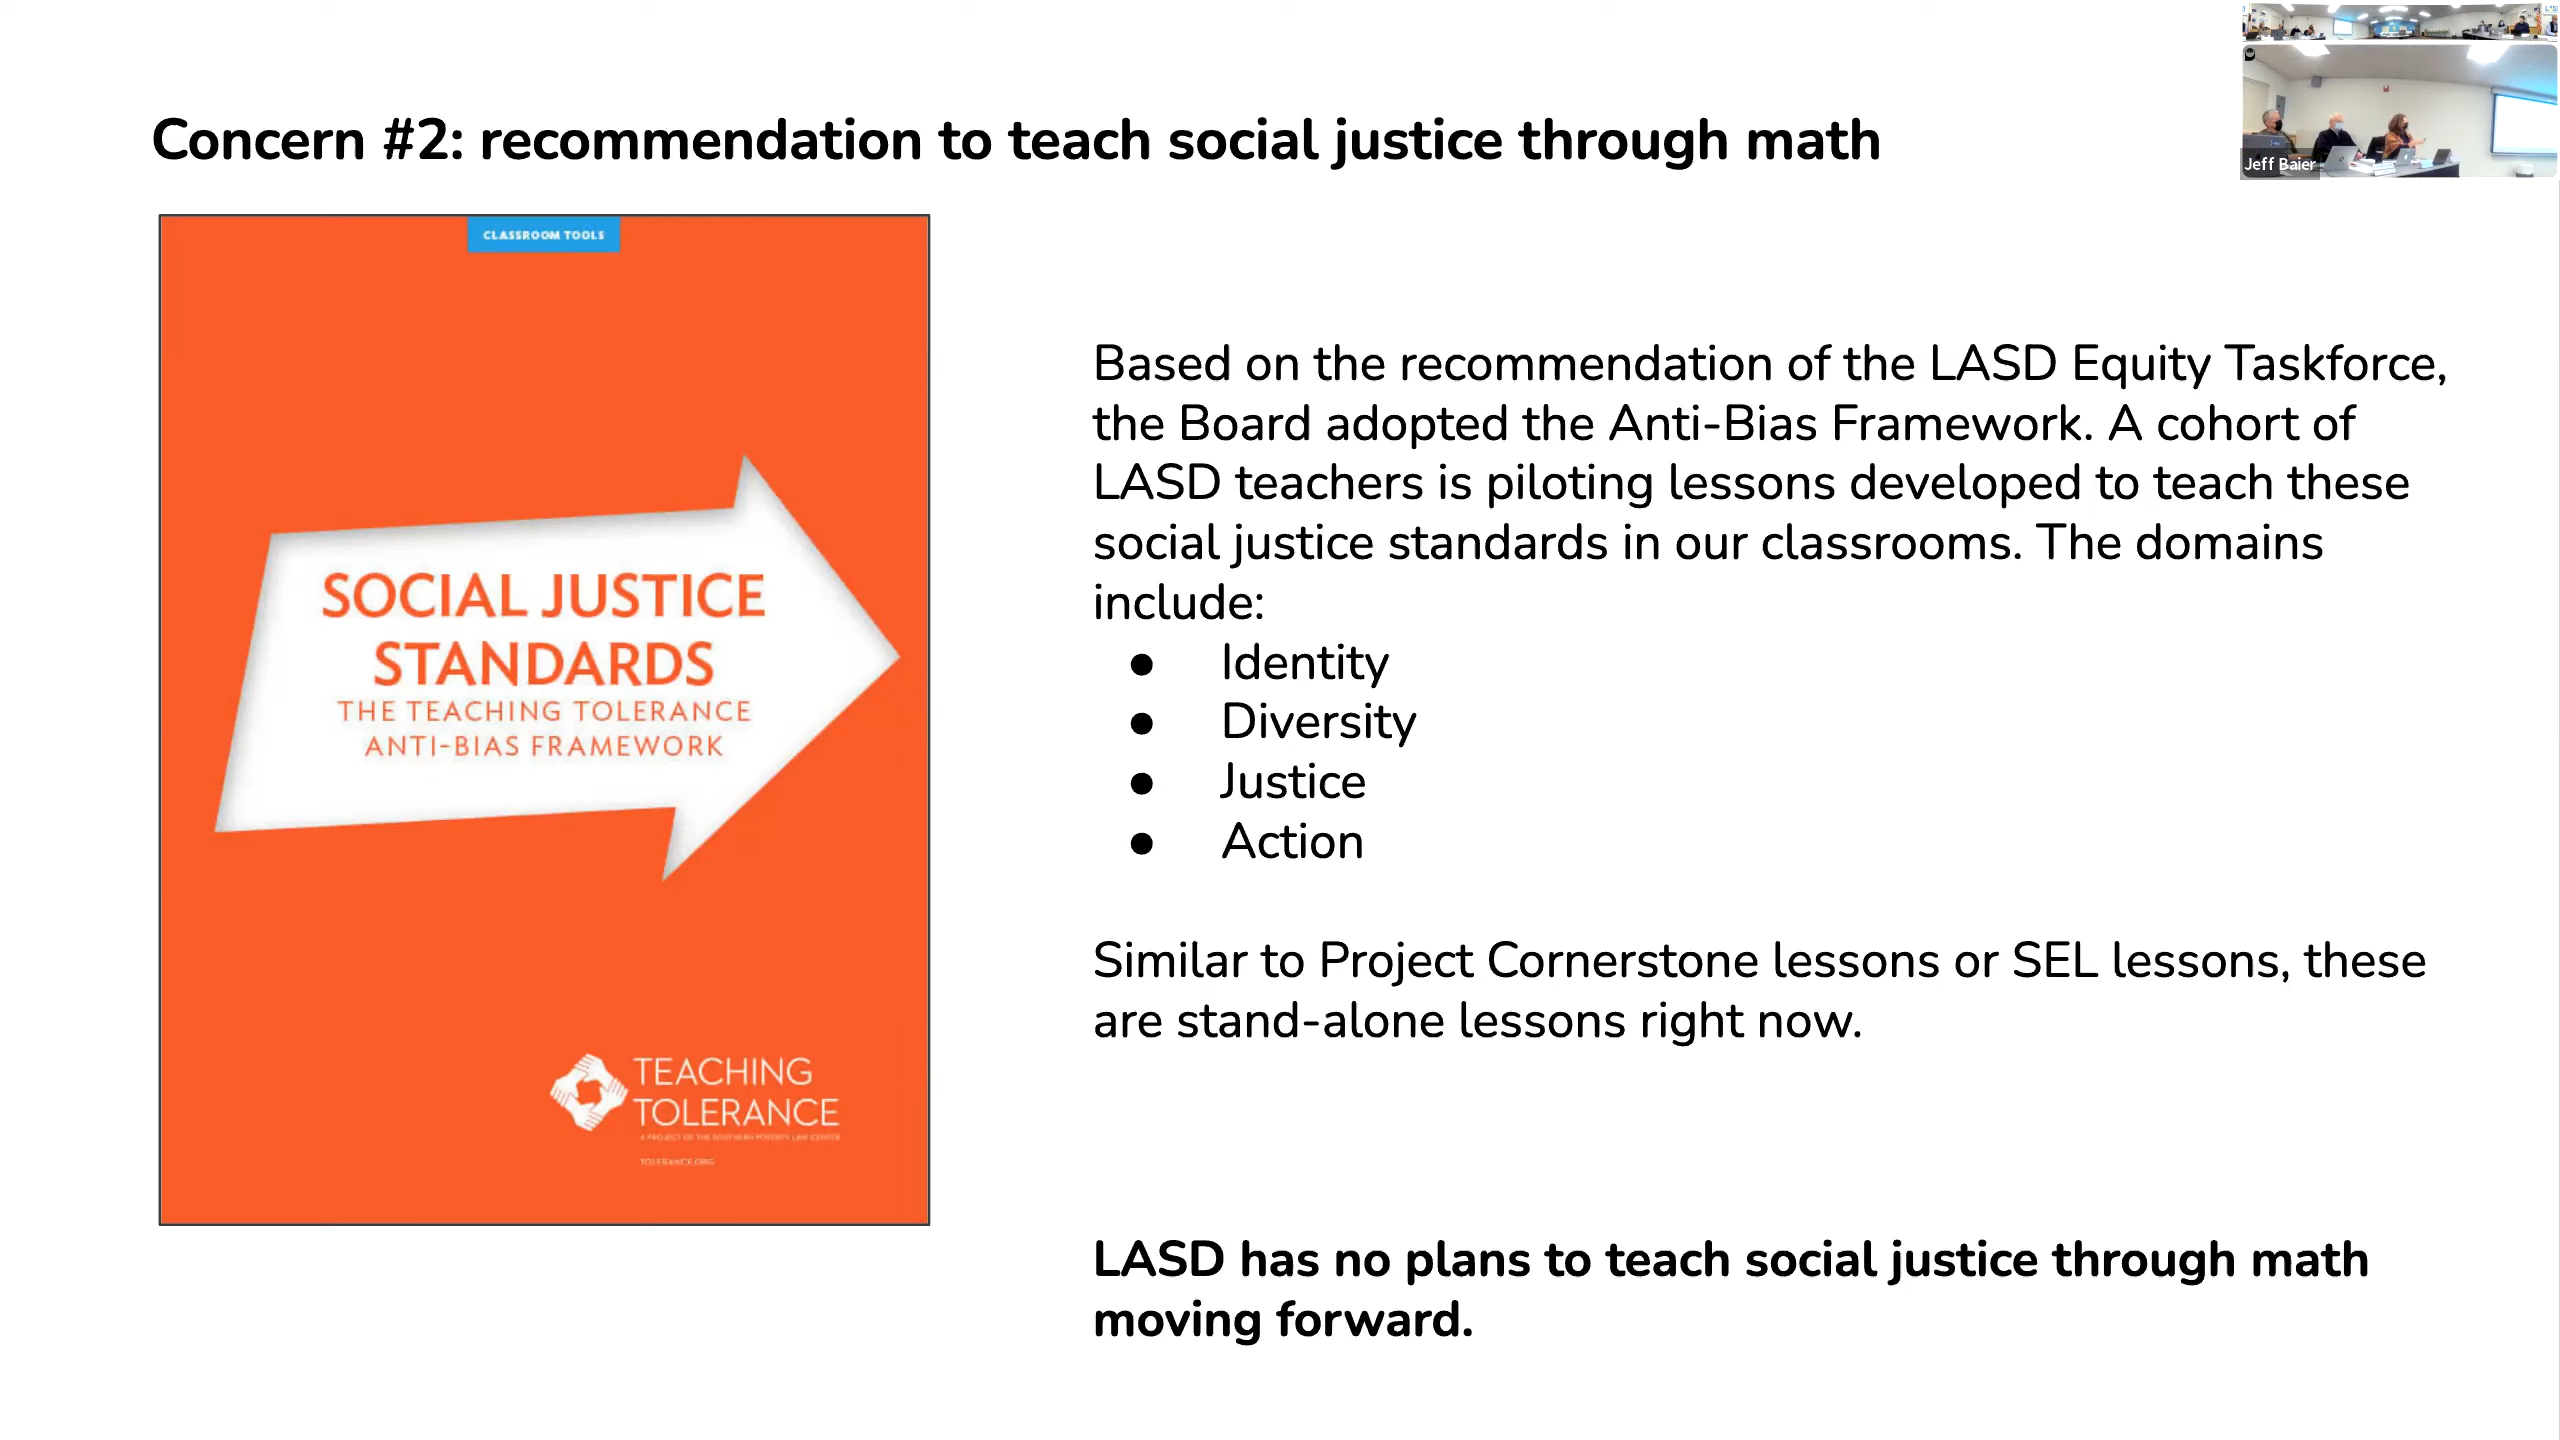 Concern #2: recommendation to teach social justice through math
Jeff Baier
CLASSROOM TOOLS
SOCIAL JUSTICE
STANDARDS
THE TEACHING TOLERANCE
ANTI-BIAS FRAMEWORK
TEACHING
TOLERANCE
A PROJECT OF THE SOUTHERN POVERTY LAW CENTER
TOLERANCE.ORG
Based on the recommendation of the LASD Equity Taskforce,
the Board adopted the Anti-Bias Framework. A cohort of
LASD teachers is piloting lessons developed to teach these
social justice standards in our classrooms. The domains
include:
● Identity
● Diversity
● Justice
● Action
Similar to Project Cornerstone lessons or SEL lessons, these
are stand-alone lessons right now.
LASD has no plans to teach social justice through math
moving forward.